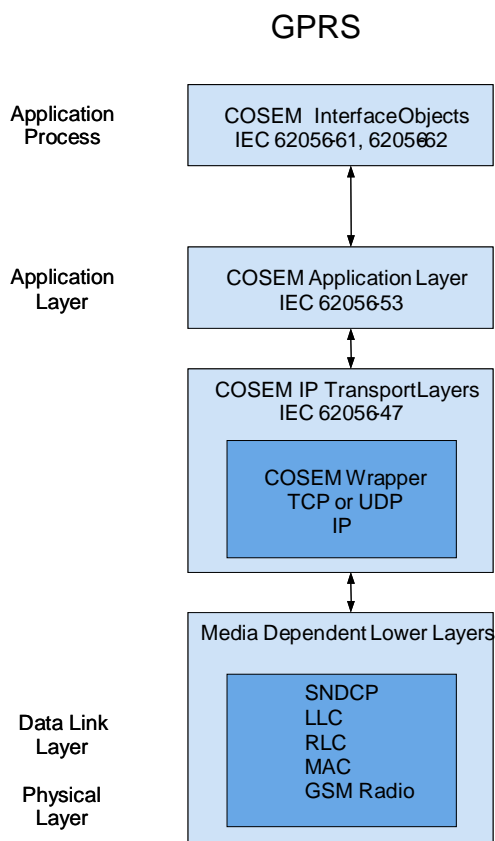 GPRS
Application
Process
COSEM InterfaceObjects
IEC 62056-61, 62056-62
Application
Layer
COSEM Application Layer
IEC 62056-53
COSEM IP TransportLayers
IEC 62056-47
COSEM Wrapper
TCP or UDP
IP
Media Dependent Lower Layers
SNDCP
LLC
RLC
MAC
GSM Radio
Data Link
Layer
Physical
Layer